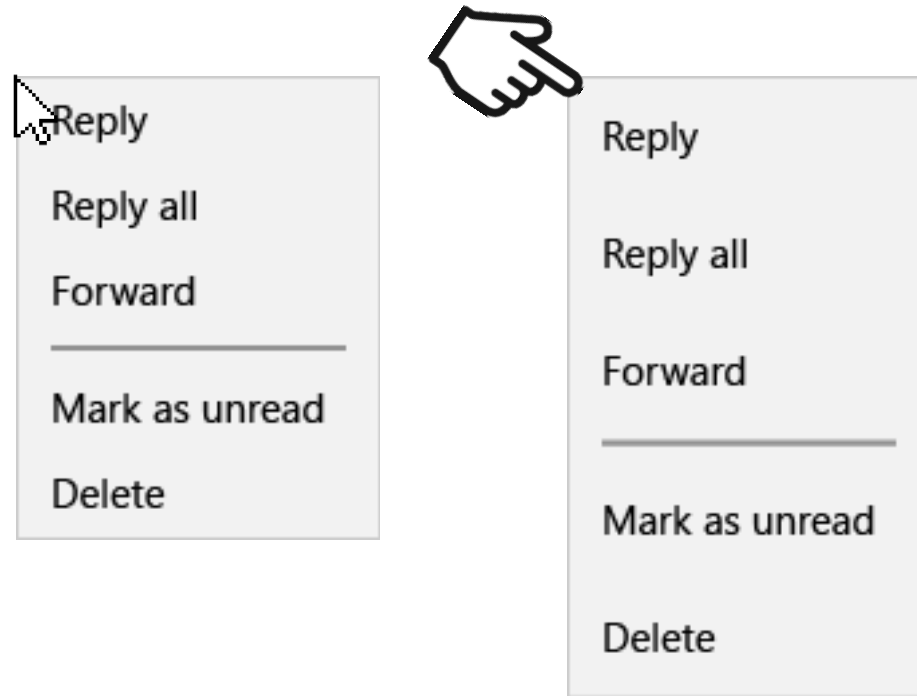 Reply
Reply all
Forward
Mark as unread
Delete
Reply
Reply all
Forward
Mark as unread
Delete